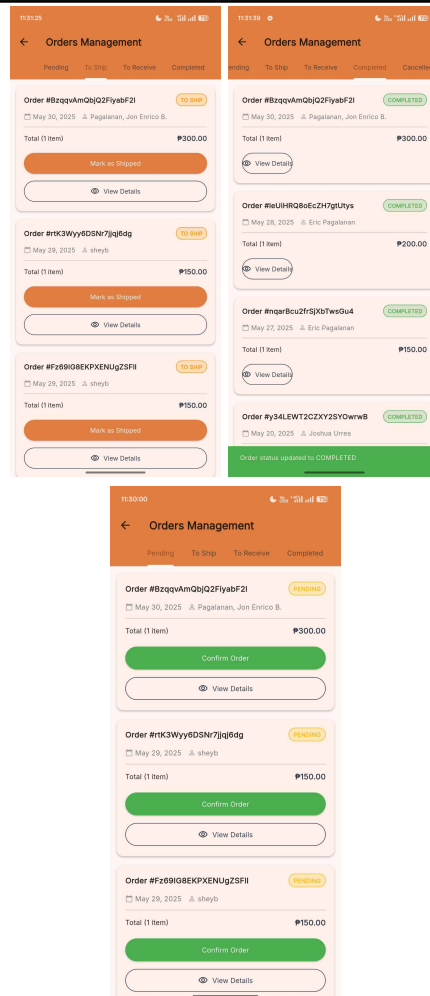 11:31:25
Orders Management
Pending To Ship To Receive Completed
Order #BzqqvAmQbjQ2FiyabF2I TO SHIP
May 30, 2025 Pagalanan, Jon Enrico B.
Total (1 item) ₱300.00
Mark as Shipped
View Details
Order #rtK3Wyy6DSNr7jjqj6dg TO SHIP
May 29, 2025 sheyb
Total (1 item) ₱150.00
Mark as Shipped
View Details
Order #Fz69IG8EKPXENUgZSFII TO SHIP
May 29, 2025 sheyb
Total (1 item) ₱150.00
Mark as Shipped
View Details
11:31:39
Orders Management
ending To Ship To Receive Completed Cancelle
Order #BzqqvAmQbjQ2FiyabF2I COMPLETED
May 30, 2025 Pagalanan, Jon Enrico B.
Total (1 item) ₱300.00
View Details
Order #leUiHRQ8oEcZH7gtUtys COMPLETED
May 28, 2025 Eric Pagalanan
Total (1 item) ₱200.00
View Details
Order #nqarBcu2frSjXbTwsGu4 COMPLETED
May 27, 2025 Eric Pagalanan
Total (1 item) ₱150.00
View Details
Order #y34LEWT2CZXY2SYOwrwB COMPLETED
May 20, 2025 Joshua Urrea
Order status updated to COMPLETED
11:30:00
Orders Management
Pending To Ship To Receive Completed
Order #BzqqvAmQbjQ2FiyabF2I PENDING
May 30, 2025 Pagalanan, Jon Enrico B.
Total (1 item) ₱300.00
Confirm Order
View Details
Order #rtK3Wyy6DSNr7jjqj6dg PENDING
May 29, 2025 sheyb
Total (1 item) ₱150.00
Confirm Order
View Details
Order #Fz69IG8EKPXENUgZSFII PENDING
May 29, 2025 sheyb
Total (1 item) ₱150.00
Confirm Order
View Details